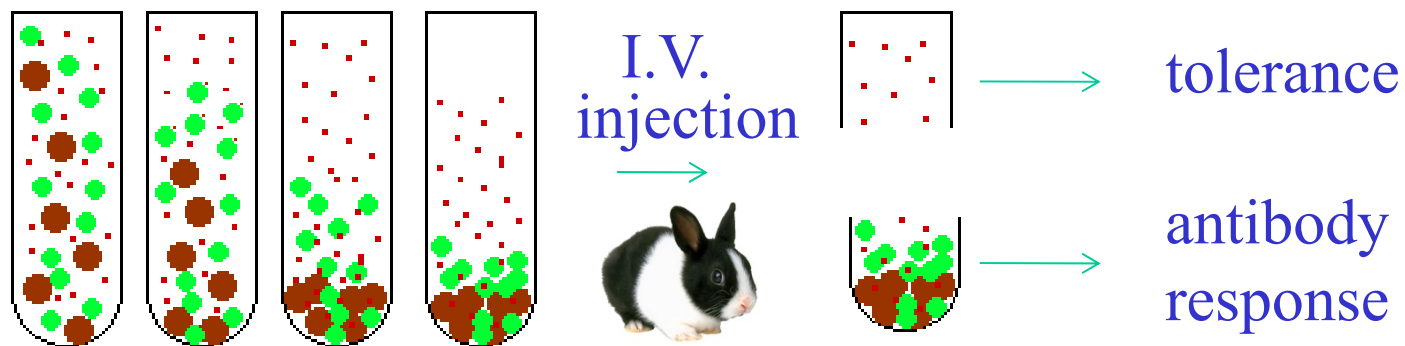 I.V.
injection
tolerance
antibody
response